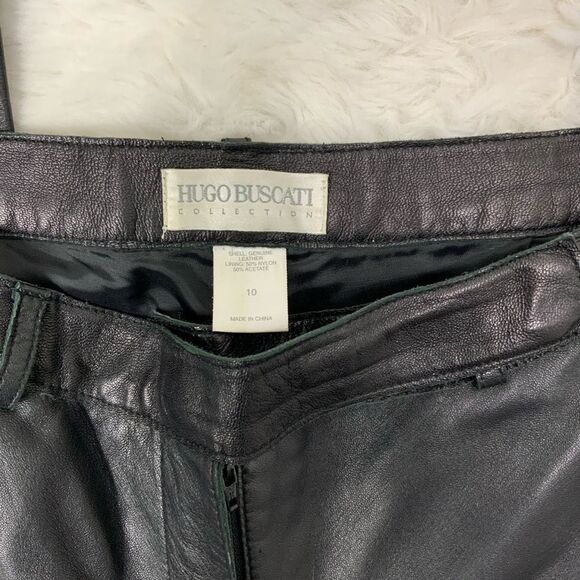 HUGO BUSCATI
COLLECTION
SHELL: GENUINE
LEATHER
LINING: 50% NYLON
50% ACETATE
10
MADE IN CHINA